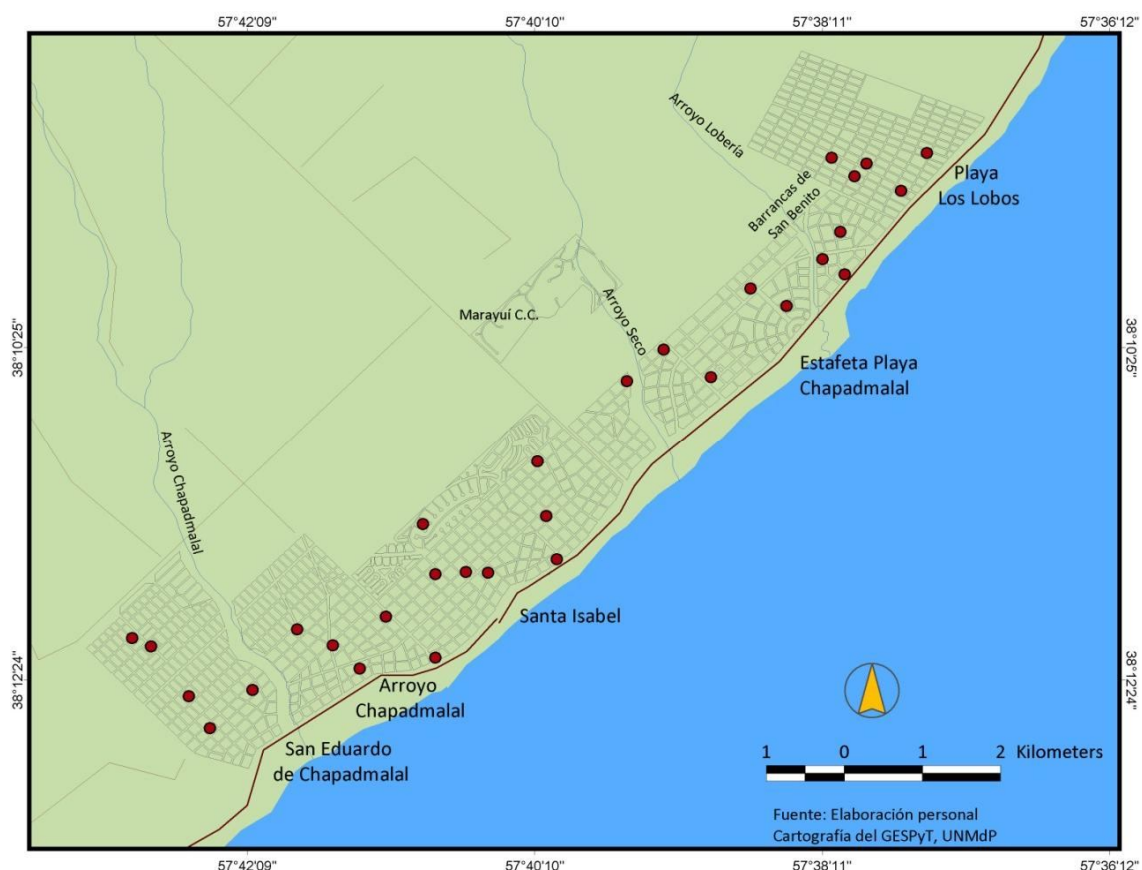 57°42'09"
57°40'10"
57°38'11"
57°36'12"
Arroyo Lobería
Playa
Los Lobos
Barrancas de
San Benito
Marayuí C.C.
Arroyo Seco
38°10'25"
38°10'25"
Estafeta Playa
Chapadmalal
Arroyo Chapadmalal
Santa Isabel
38°12'24"
38°12'24"
Arroyo
Chapadmalal
San Eduardo
de Chapadmalal
1 0 1 2 Kilometers
Fuente: Elaboración personal
Cartografía del GESPyT, UNMdP
57°42'09"
57°40'10"
57°38'11"
57°36'12"